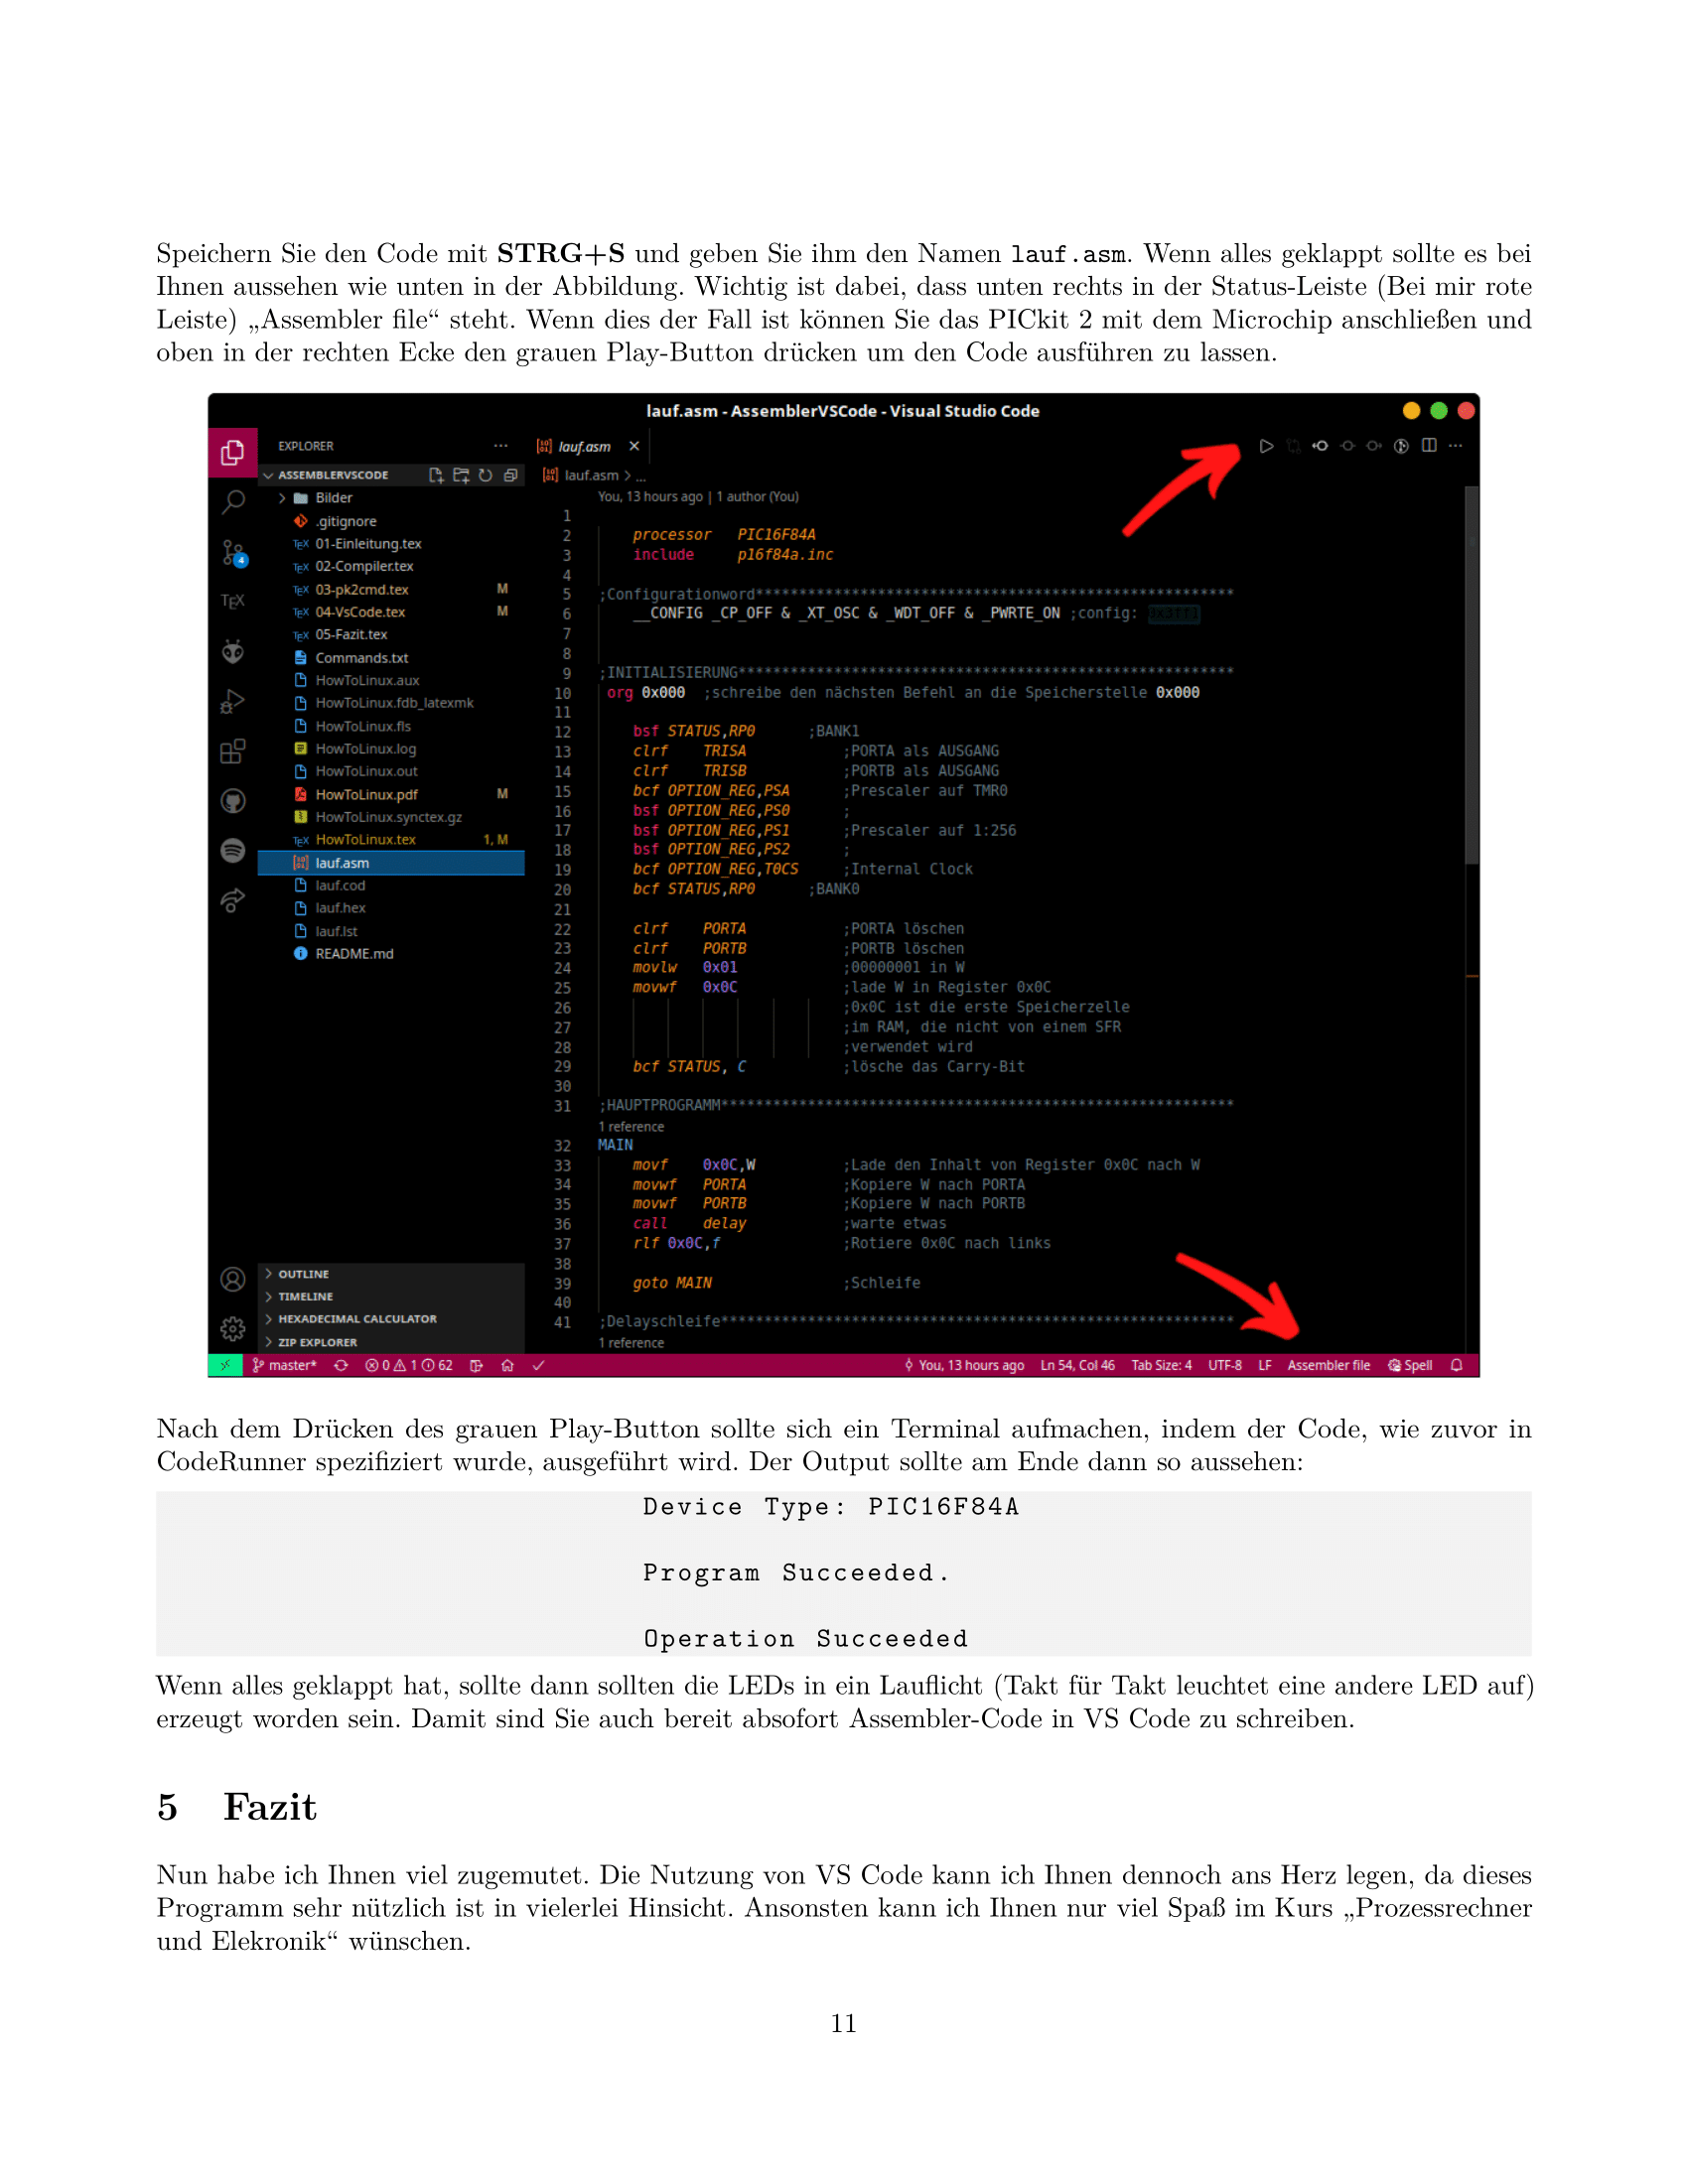 Speichern Sie den Code mit STRG+S und geben Sie ihm den Namen lauf.asm. Wenn alles geklappt sollte es bei
Ihnen aussehen wie unten in der Abbildung. Wichtig ist dabei, dass unten rechts in der Status-Leiste (Bei mir rote
Leiste) „Assembler file“ steht. Wenn dies der Fall ist können Sie das PICkit 2 mit dem Microchip anschließen und
oben in der rechten Ecke den grauen Play-Button drücken um den Code ausführen zu lassen.
lauf.asm - AssemblerVSCode - Visual Studio Code
EXPLORER ···
ASSEMBLERVSCODE
Bilder
.gitignore
01-Einleitung.tex
02-Compiler.tex
03-pk2cmd.tex M
04-VsCode.tex M
05-Fazit.tex
Commands.txt
HowToLinux.aux
HowToLinux.fdb_latexmk
HowToLinux.fls
HowToLinux.log
HowToLinux.out
HowToLinux.pdf M
HowToLinux.synctex.gz
HowToLinux.tex 1, M
lauf.asm
lauf.cod
lauf.hex
lauf.lst
README.md
OUTLINE
TIMELINE
HEXADECIMAL CALCULATOR
ZIP EXPLORER
lauf.asm ✕
lauf.asm > ...
You, 13 hours ago | 1 author (You)
1
2 processor PIC16F84A
3 include p16f84a.inc
4
5 ;Configurationword*******************************************************
6 __CONFIG _CP_OFF & _XT_OSC & _WDT_OFF & _PWRTE_ON ;config: 0x3ff1
7
8
9 ;INITIALISIERUNG*********************************************************
10 org 0x000 ;schreibe den nächsten Befehl an die Speicherstelle 0x000
11
12 bsf STATUS,RP0 ;BANK1
13 clrf TRISA ;PORTA als AUSGANG
14 clrf TRISB ;PORTB als AUSGANG
15 bcf OPTION_REG,PSA ;Prescaler auf TMR0
16 bsf OPTION_REG,PS0 ;
17 bsf OPTION_REG,PS1 ;Prescaler auf 1:256
18 bsf OPTION_REG,PS2 ;
19 bcf OPTION_REG,T0CS ;Internal Clock
20 bcf STATUS,RP0 ;BANK0
21
22 clrf PORTA ;PORTA löschen
23 clrf PORTB ;PORTB löschen
24 movlw 0x01 ;00000001 in W
25 movwf 0x0C ;lade W in Register 0x0C
26 ;0x0C ist die erste Speicherzelle
27 ;im RAM, die nicht von einem SFR
28 ;verwendet wird
29 bcf STATUS, C ;lösche das Carry-Bit
30
31 ;HAUPTPROGRAMM***********************************************************
1 reference
32 MAIN
33 movf 0x0C,W ;Lade den Inhalt von Register 0x0C nach W
34 movwf PORTA ;Kopiere W nach PORTA
35 movwf PORTB ;Kopiere W nach PORTB
36 call delay ;warte etwas
37 rlf 0x0C,f ;Rotiere 0x0C nach links
38
39 goto MAIN ;Schleife
40
41 ;Delayschleife***********************************************************
1 reference
master* 0 1 62 You, 13 hours ago Ln 54, Col 46 Tab Size: 4 UTF-8 LF Assembler file Spell
Nach dem Drücken des grauen Play-Button sollte sich ein Terminal aufmachen, indem der Code, wie zuvor in
CodeRunner spezifiziert wurde, ausgeführt wird. Der Output sollte am Ende dann so aussehen:
Device Type: PIC16F84A
Program Succeeded.
Operation Succeeded
Wenn alles geklappt hat, sollte dann sollten die LEDs in ein Lauflicht (Takt für Takt leuchtet eine andere LED auf)
erzeugt worden sein. Damit sind Sie auch bereit absofort Assembler-Code in VS Code zu schreiben.
5 Fazit
Nun habe ich Ihnen viel zugemutet. Die Nutzung von VS Code kann ich Ihnen dennoch ans Herz legen, da dieses
Programm sehr nützlich ist in vielerlei Hinsicht. Ansonsten kann ich Ihnen nur viel Spaß im Kurs „Prozessrechner
und Elekronik“ wünschen.
11